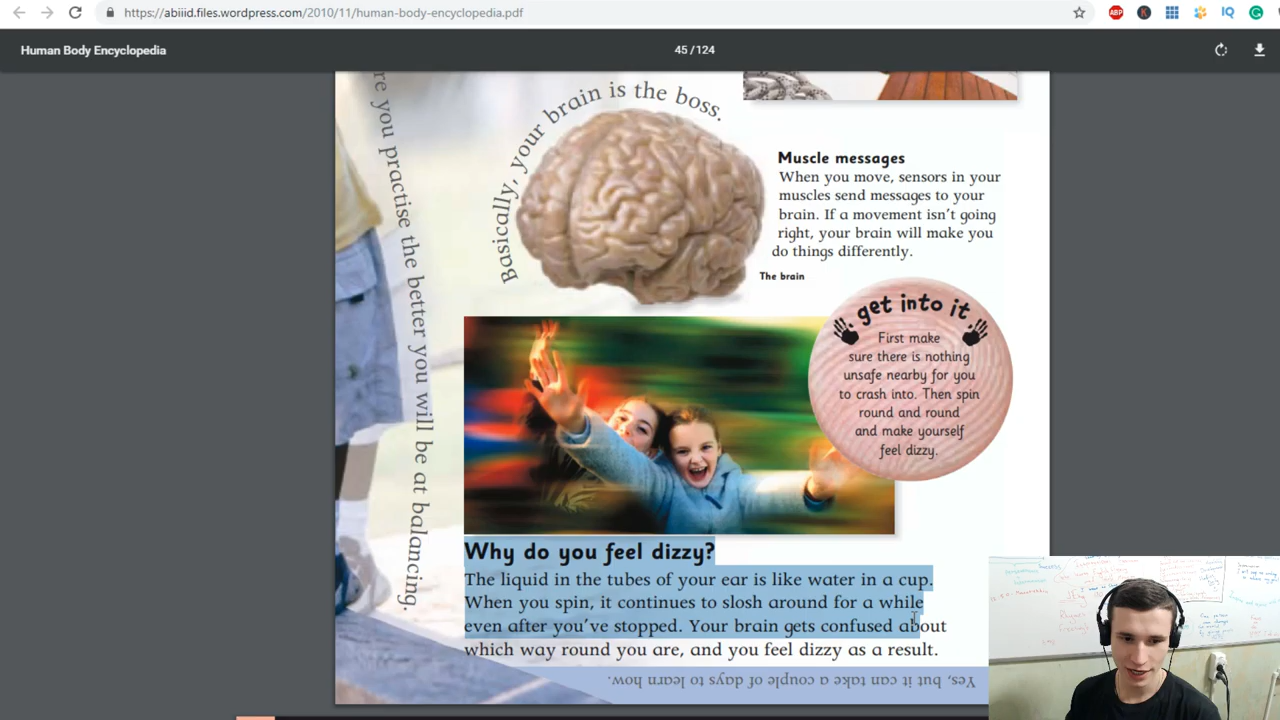 https://abiiid.files.wordpress.com/2010/11/human-body-encyclopedia.pdf
Human Body Encyclopedia
45 / 124
re you practise the better you will be at balancing.
Basically, your brain is the boss.
Muscle messages
When you move, sensors in your
muscles send messages to your
brain. If a movement isn't going
right, your brain will make you
do things differently.
The brain
get into it
First make
sure there is nothing
unsafe nearby for you
to crash into. Then spin
round and round
and make yourself
feel dizzy.
Why do you feel dizzy?
The liquid in the tubes of your ear is like water in a cup.
When you spin, it continues to slosh around for a while
even after you've stopped. Your brain gets confused about
which way round you are, and you feel dizzy as a result.
Yes, but it can take a couple of days to learn how.
ABP
K
IQ
G